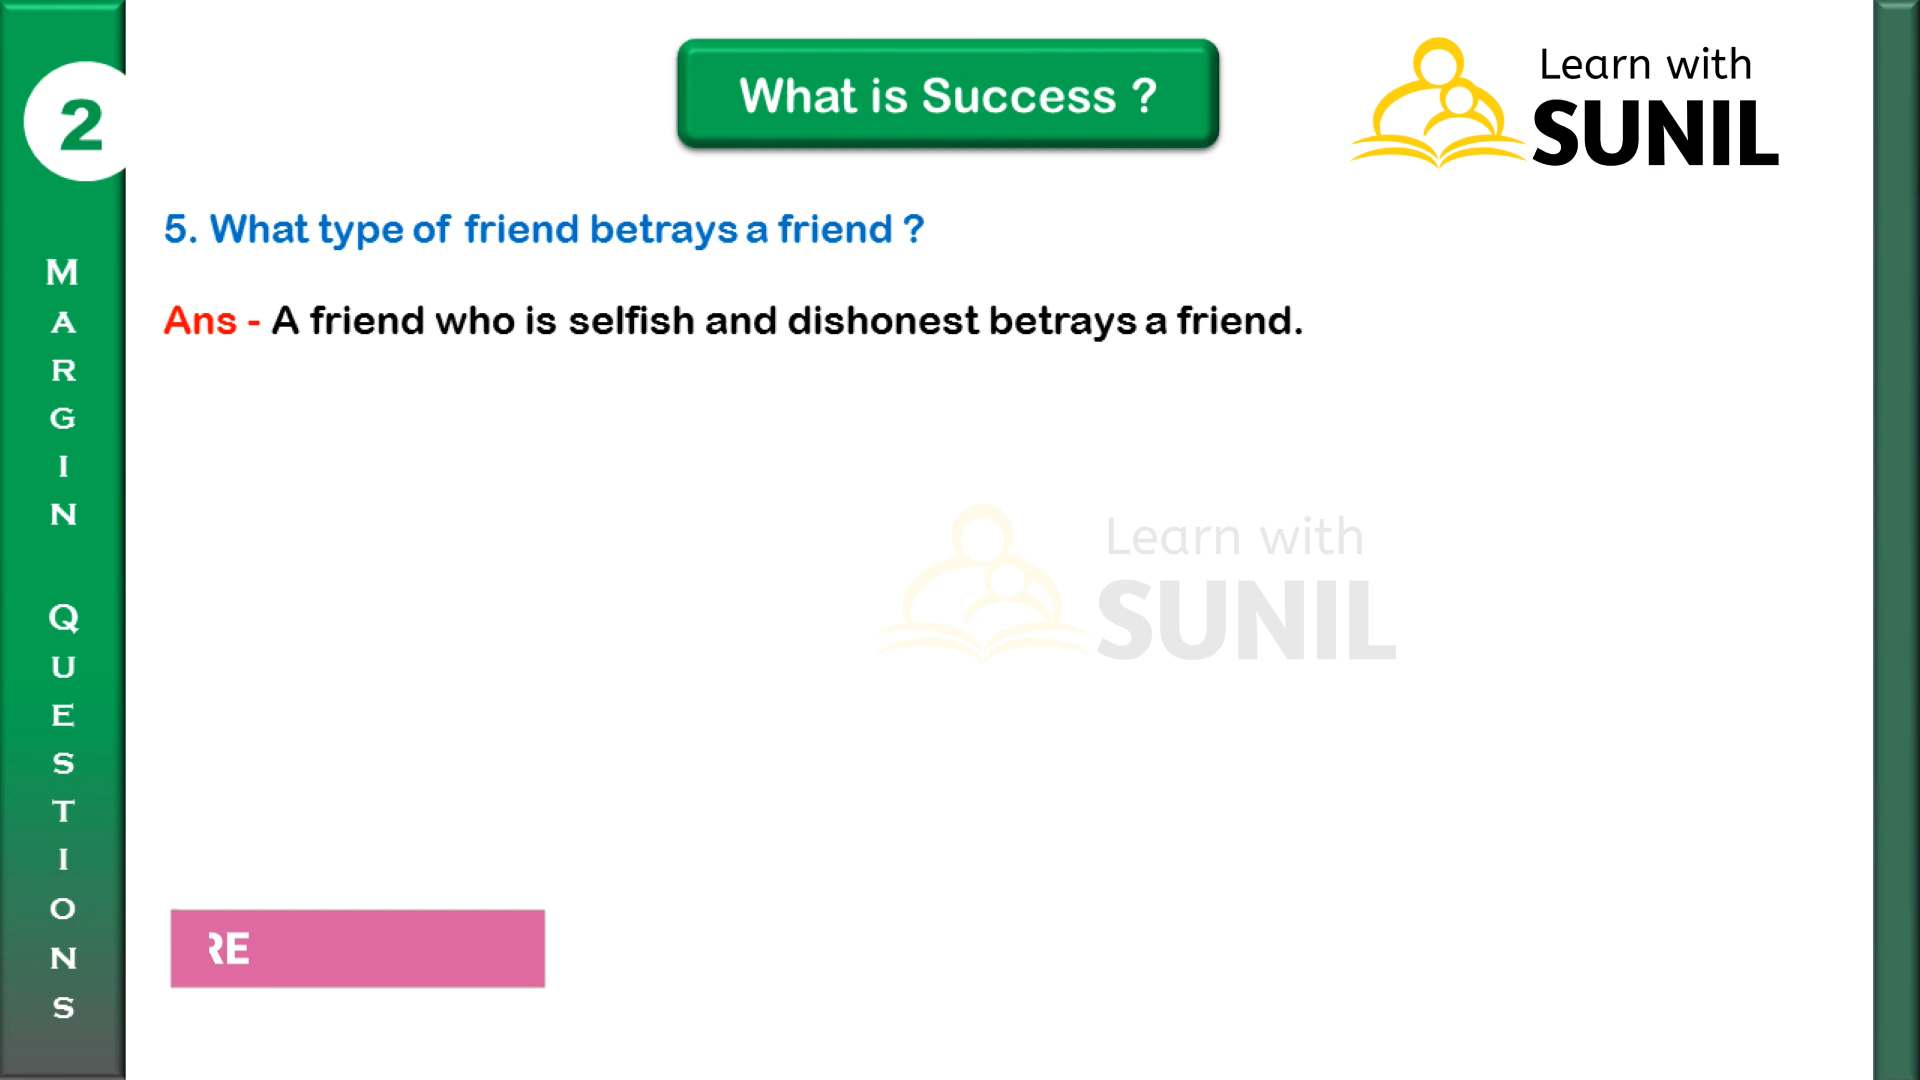 2
MARGIN QUESTIONS
What is Success ?
Learn with
SUNIL
5. What type of friend betrays a friend ?
Ans - A friend who is selfish and dishonest betrays a friend.
Learn with
SUNIL
RE